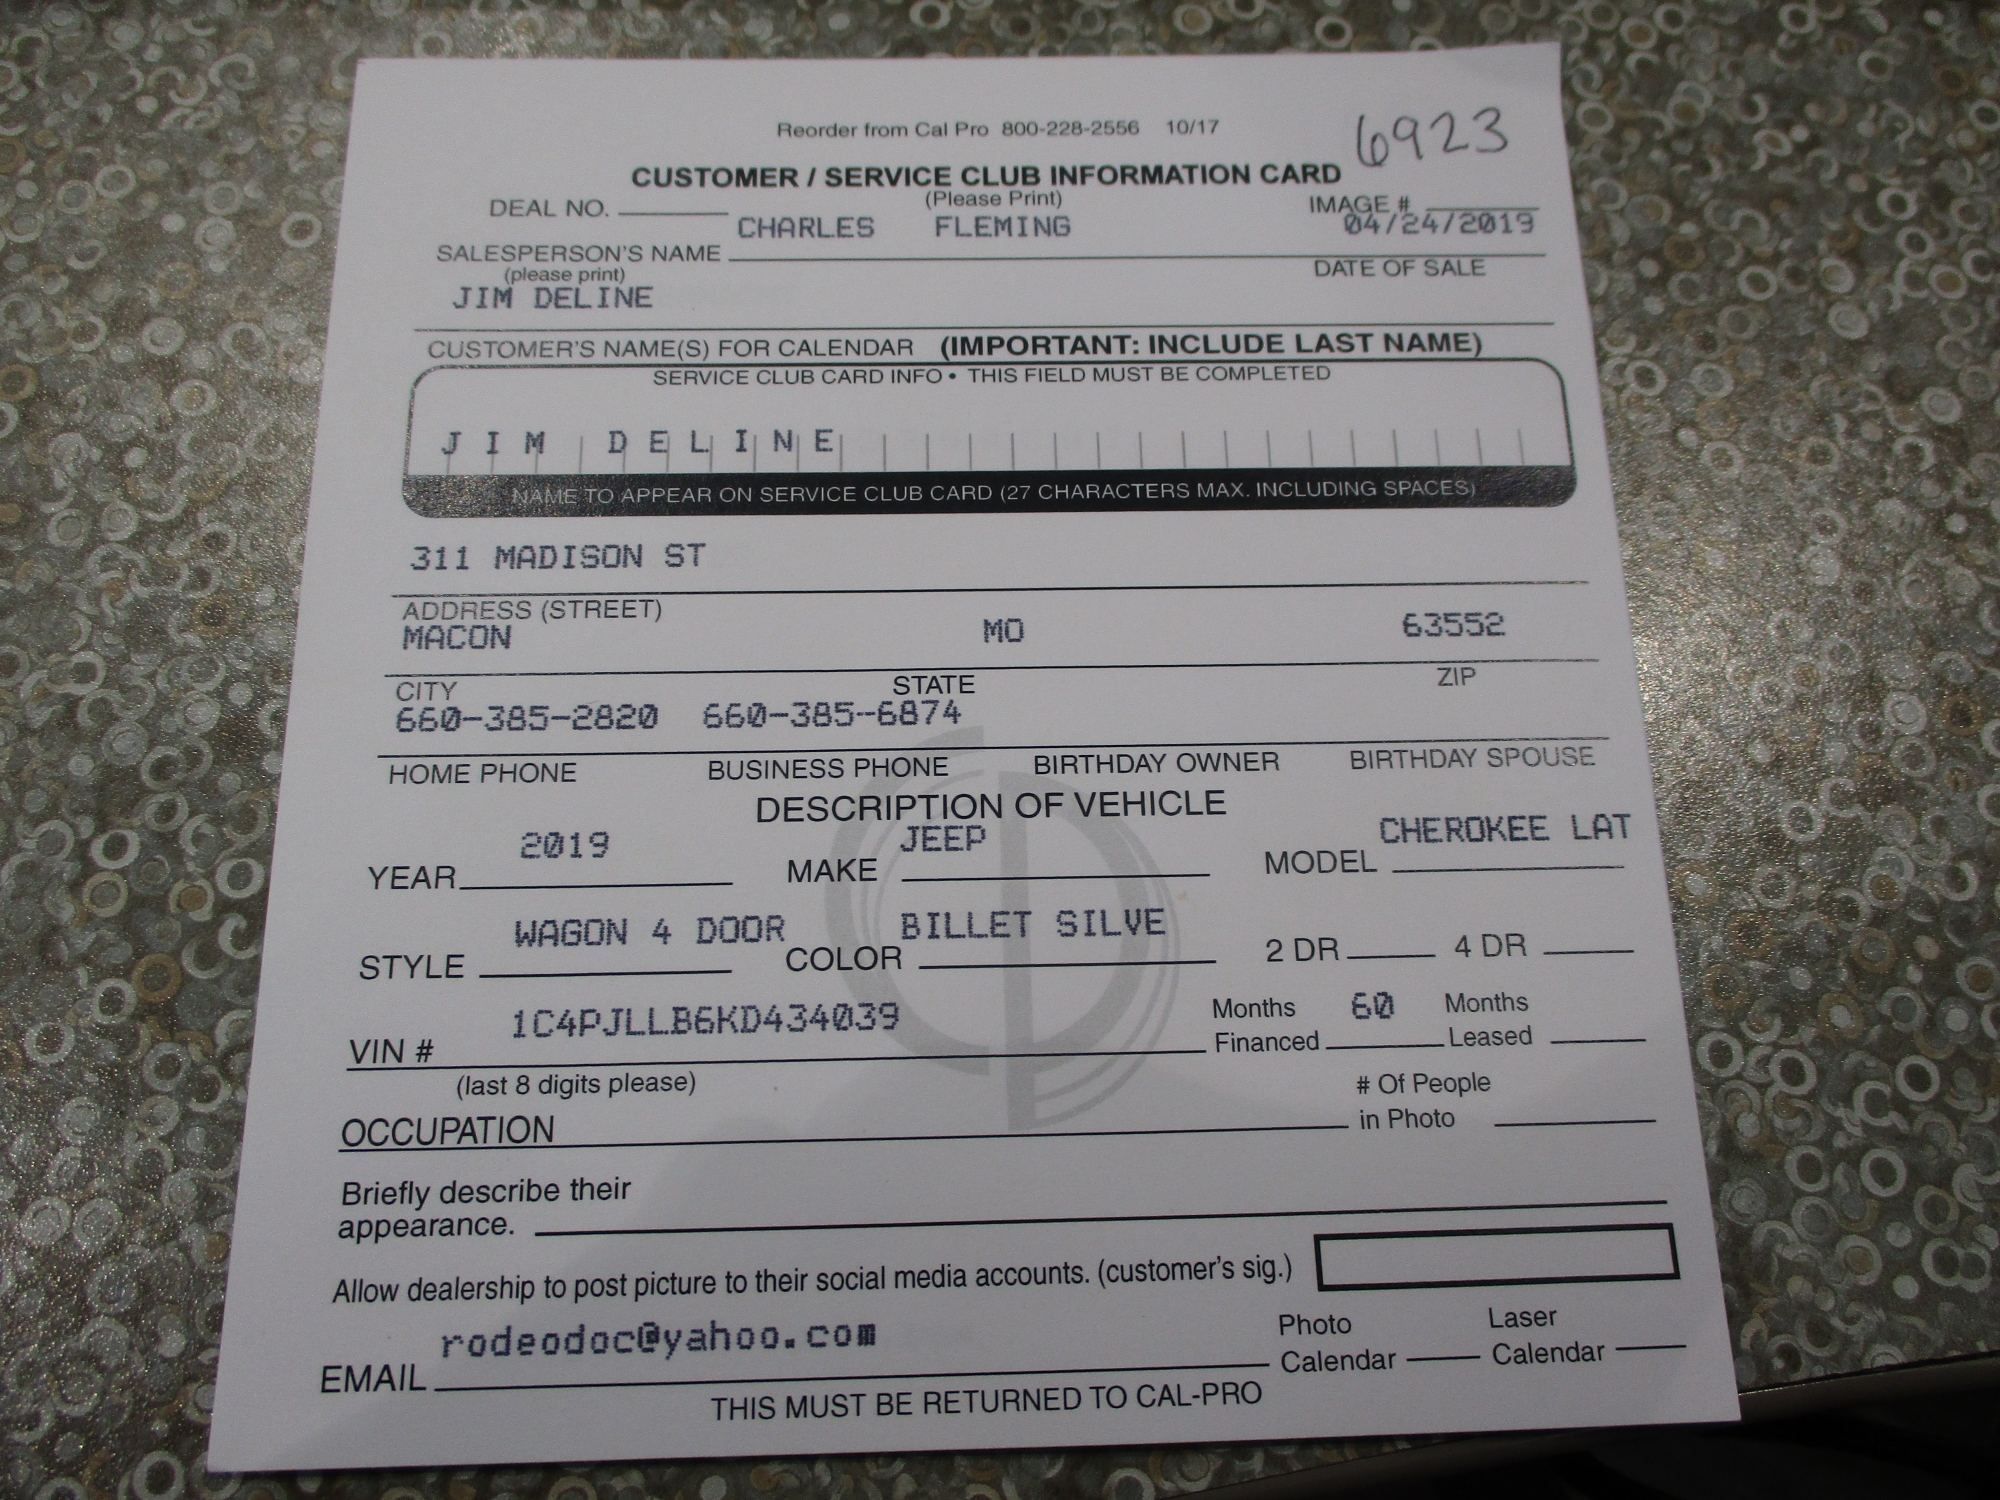 Reorder from Cal Pro 800-228-2556 10/17
6923
CUSTOMER / SERVICE CLUB INFORMATION CARD
(Please Print)
DEAL NO. IMAGE #
CHARLES FLEMING 04/24/2019
SALESPERSON'S NAME DATE OF SALE
(please print)
JIM DELINE
CUSTOMER'S NAME(S) FOR CALENDAR (IMPORTANT: INCLUDE LAST NAME)
SERVICE CLUB CARD INFO • THIS FIELD MUST BE COMPLETED
JIM DELINE
NAME TO APPEAR ON SERVICE CLUB CARD (27 CHARACTERS MAX. INCLUDING SPACES)
311 MADISON ST
ADDRESS (STREET)
MACON MO 63552
CITY STATE ZIP
660-385-2820 660-385-6874
HOME PHONE BUSINESS PHONE BIRTHDAY OWNER BIRTHDAY SPOUSE
DESCRIPTION OF VEHICLE
2019 JEEP CHEROKEE LAT
YEAR MAKE MODEL
WAGON 4 DOOR BILLET SILVE
STYLE COLOR 2 DR 4 DR
1C4PJLLB6KD434039 Months 60 Months
VIN # Financed Leased
(last 8 digits please) # Of People
OCCUPATION in Photo
Briefly describe their
appearance.
Allow dealership to post picture to their social media accounts. (customer's sig.)
rodeodoc@yahoo.com Photo Laser
EMAIL Calendar Calendar
THIS MUST BE RETURNED TO CAL-PRO